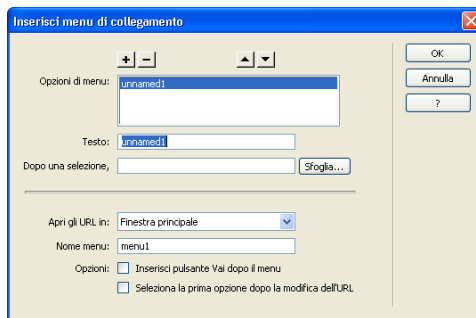 Inserisci menu di collegamento
OK
Opzioni di menu: unnamed1
Annulla
?
Testo: unnamed1
Dopo una selezione, Sfoglia...
Apri gli URL in: Finestra principale
Nome menu: menu1
Opzioni: Inserisci pulsante Vai dopo il menu
Seleziona la prima opzione dopo la modifica dell'URL